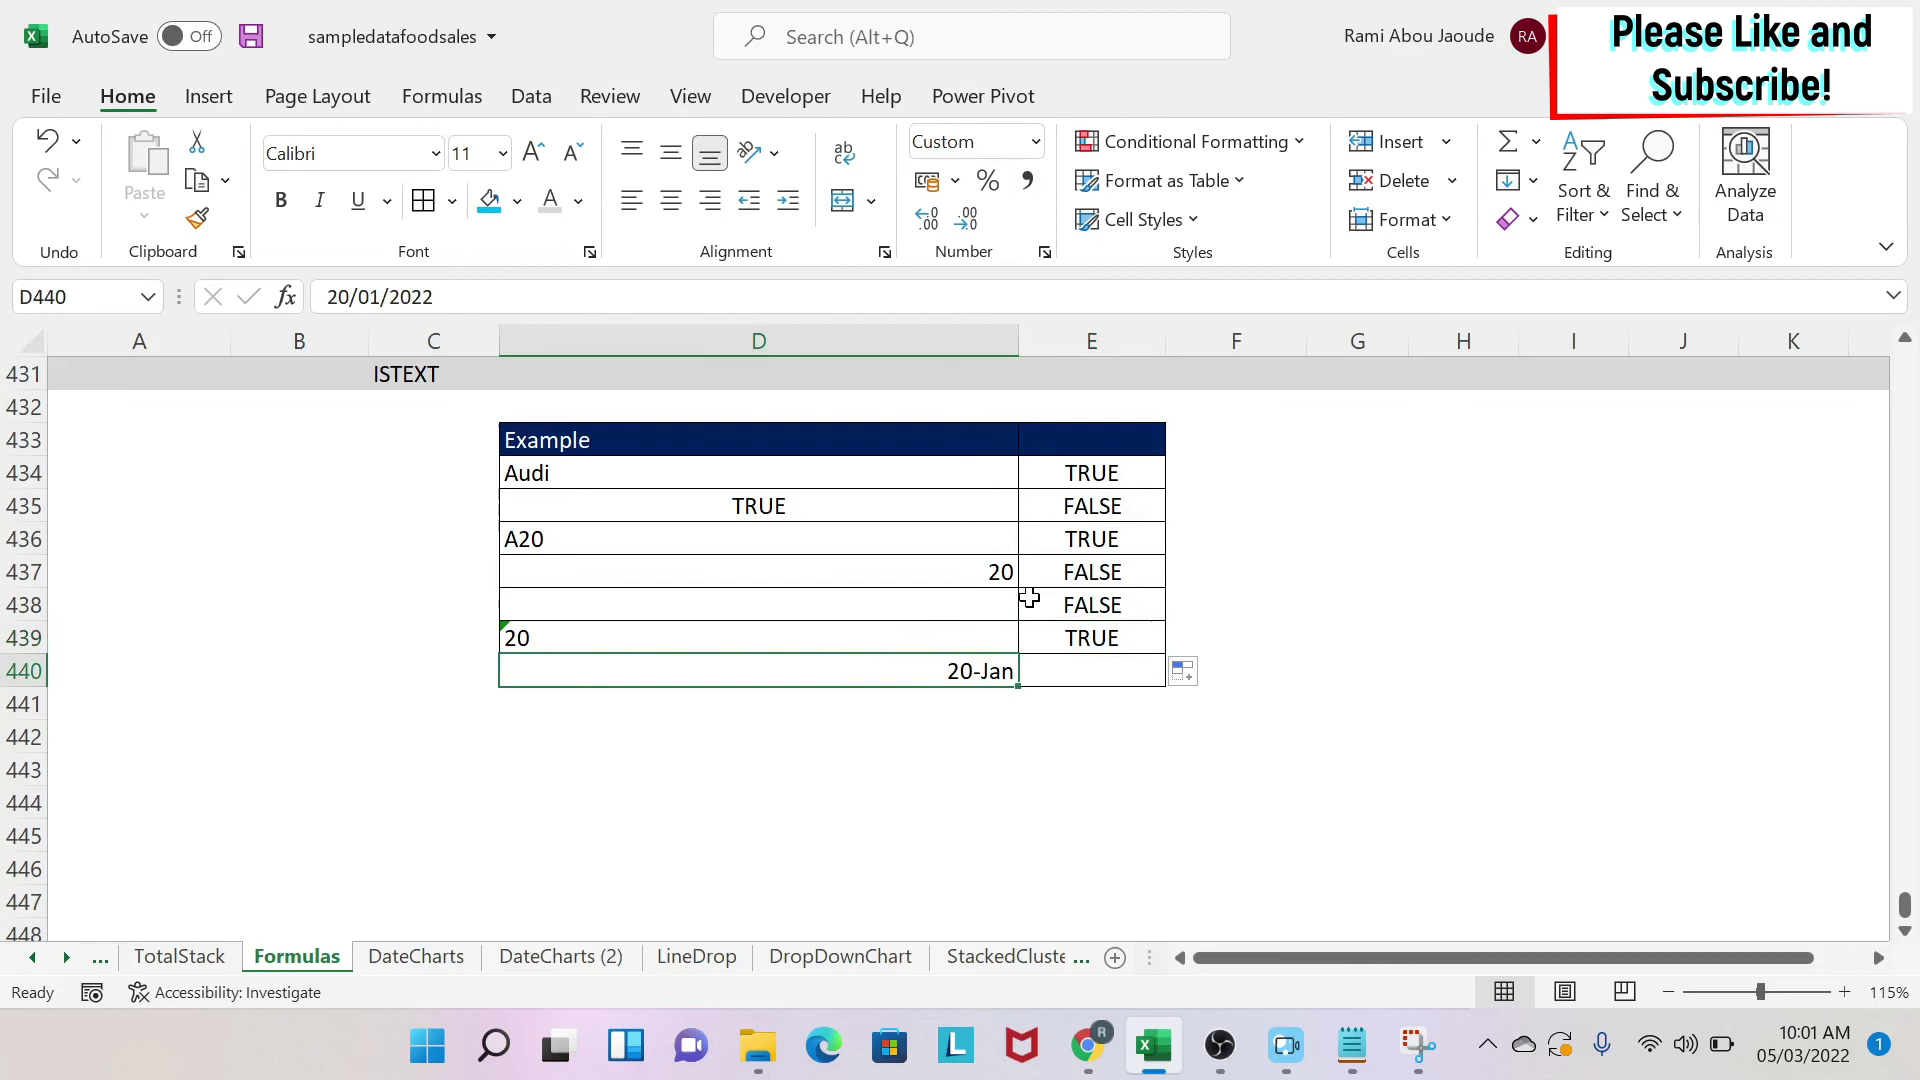 AutoSave Off sampledatafoodsales Search (Alt+Q) Rami Abou Jaoude RA
Please Like and
Subscribe!
File Home Insert Page Layout Formulas Data Review View Developer Help Power Pivot
Paste Calibri 11 A A ab Custom Conditional Formatting Insert Sort & Filter Find & Select Analyze Data
B I U A % , Format as Table Delete
Cell Styles Format
Undo Clipboard Font Alignment Number Styles Cells Editing Analysis
D440 fx 20/01/2022
A B C D E F G H I J K
431 ISTEXT
432
433 Example
434 Audi TRUE
435 TRUE FALSE
436 A20 TRUE
437 20 FALSE
438 FALSE
439 20 TRUE
440 20-Jan
441
442
443
444
445
446
447
448
... TotalStack Formulas DateCharts DateCharts (2) LineDrop DropDownChart StackedCluste ...
Ready Accessibility: Investigate 115%
10:01 AM
05/03/2022 1